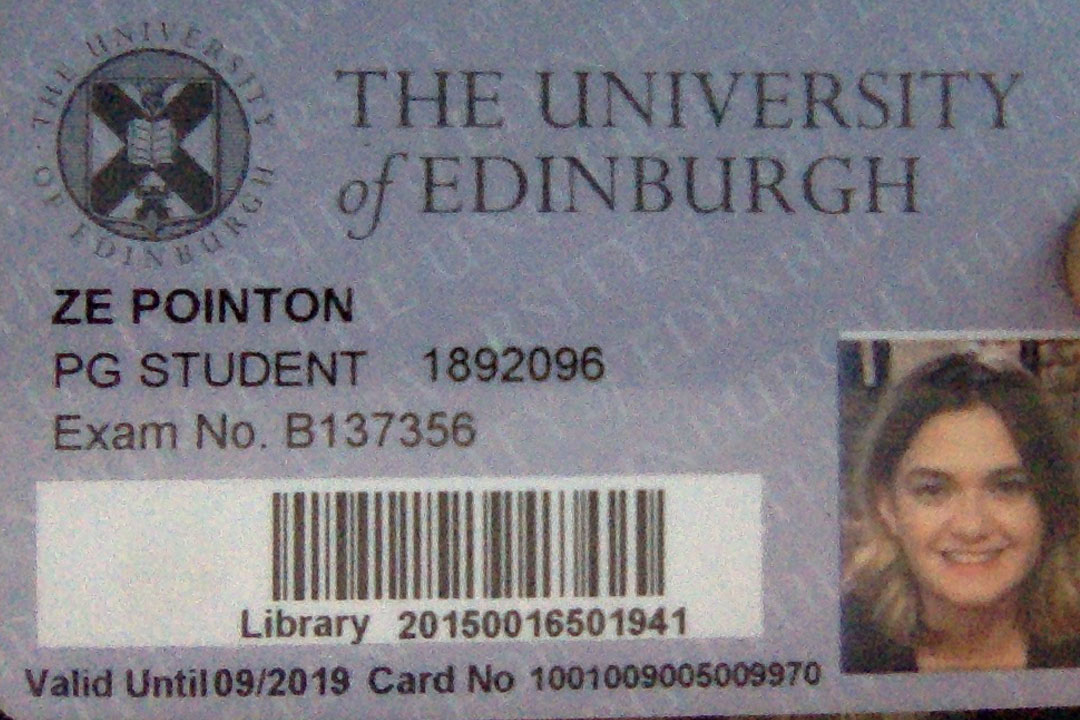 THE UNIVERSITY OF EDINBURGH
THE UNIVERSITY
of EDINBURGH
ZE POINTON
PG STUDENT 1892096
Exam No. B137356
Library 20150016501941
Valid Until 09/2019 Card No 1001009005009970